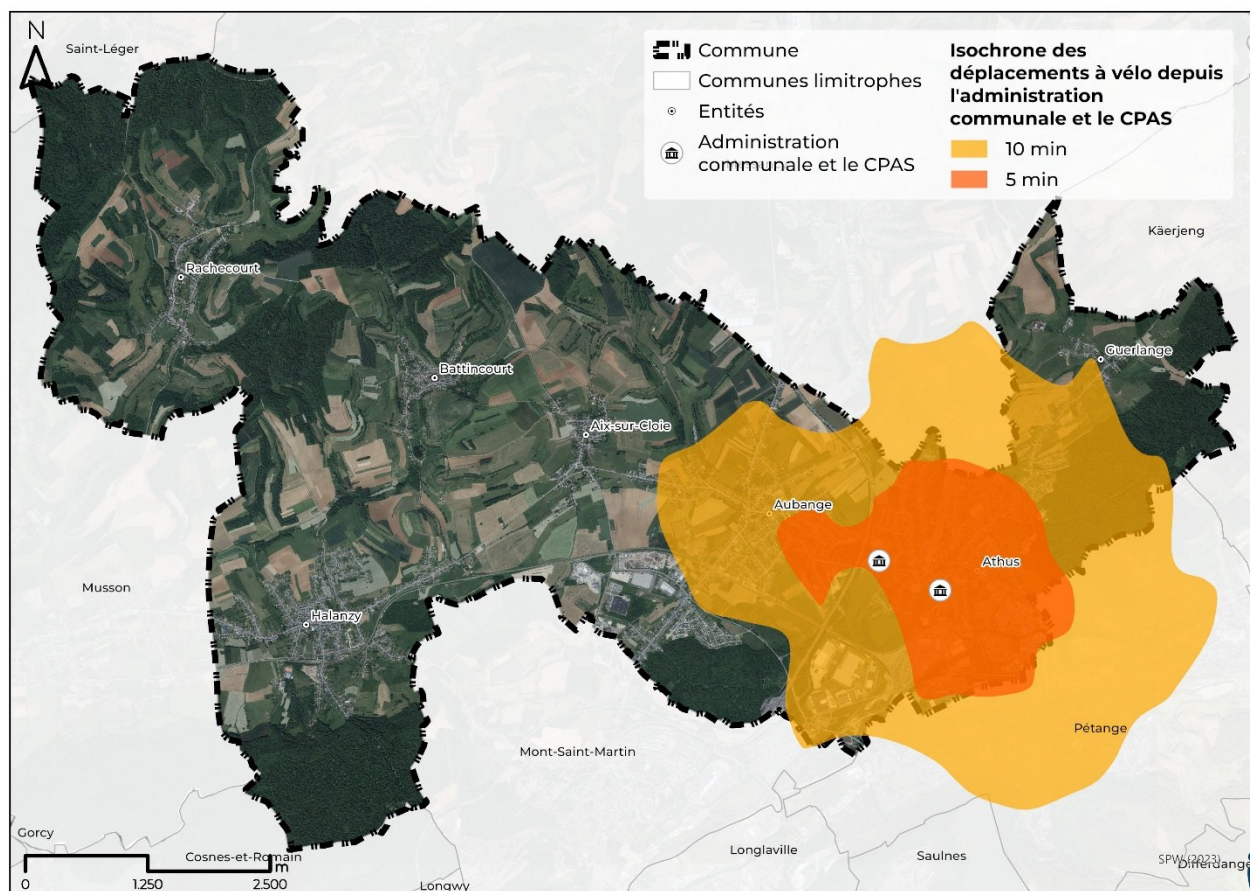 N
Saint-Léger
Commune
Communes limitrophes
Entités
Administration
communale et le CPAS
Isochrone des
déplacements à vélo depuis
l'administration
communale et le CPAS
10 min
5 min
Käerjeng
Rachecourt
Guerlange
Battincourt
Aix-sur-Cloie
Aubange
Athus
Musson
Halanzy
Pétange
Mont-Saint-Martin
Gorcy
Cosnes-et-Romain
Longlaville
Saulnes
SPW (2023)
Differdange
Longwy
0 1.250 2.500 m